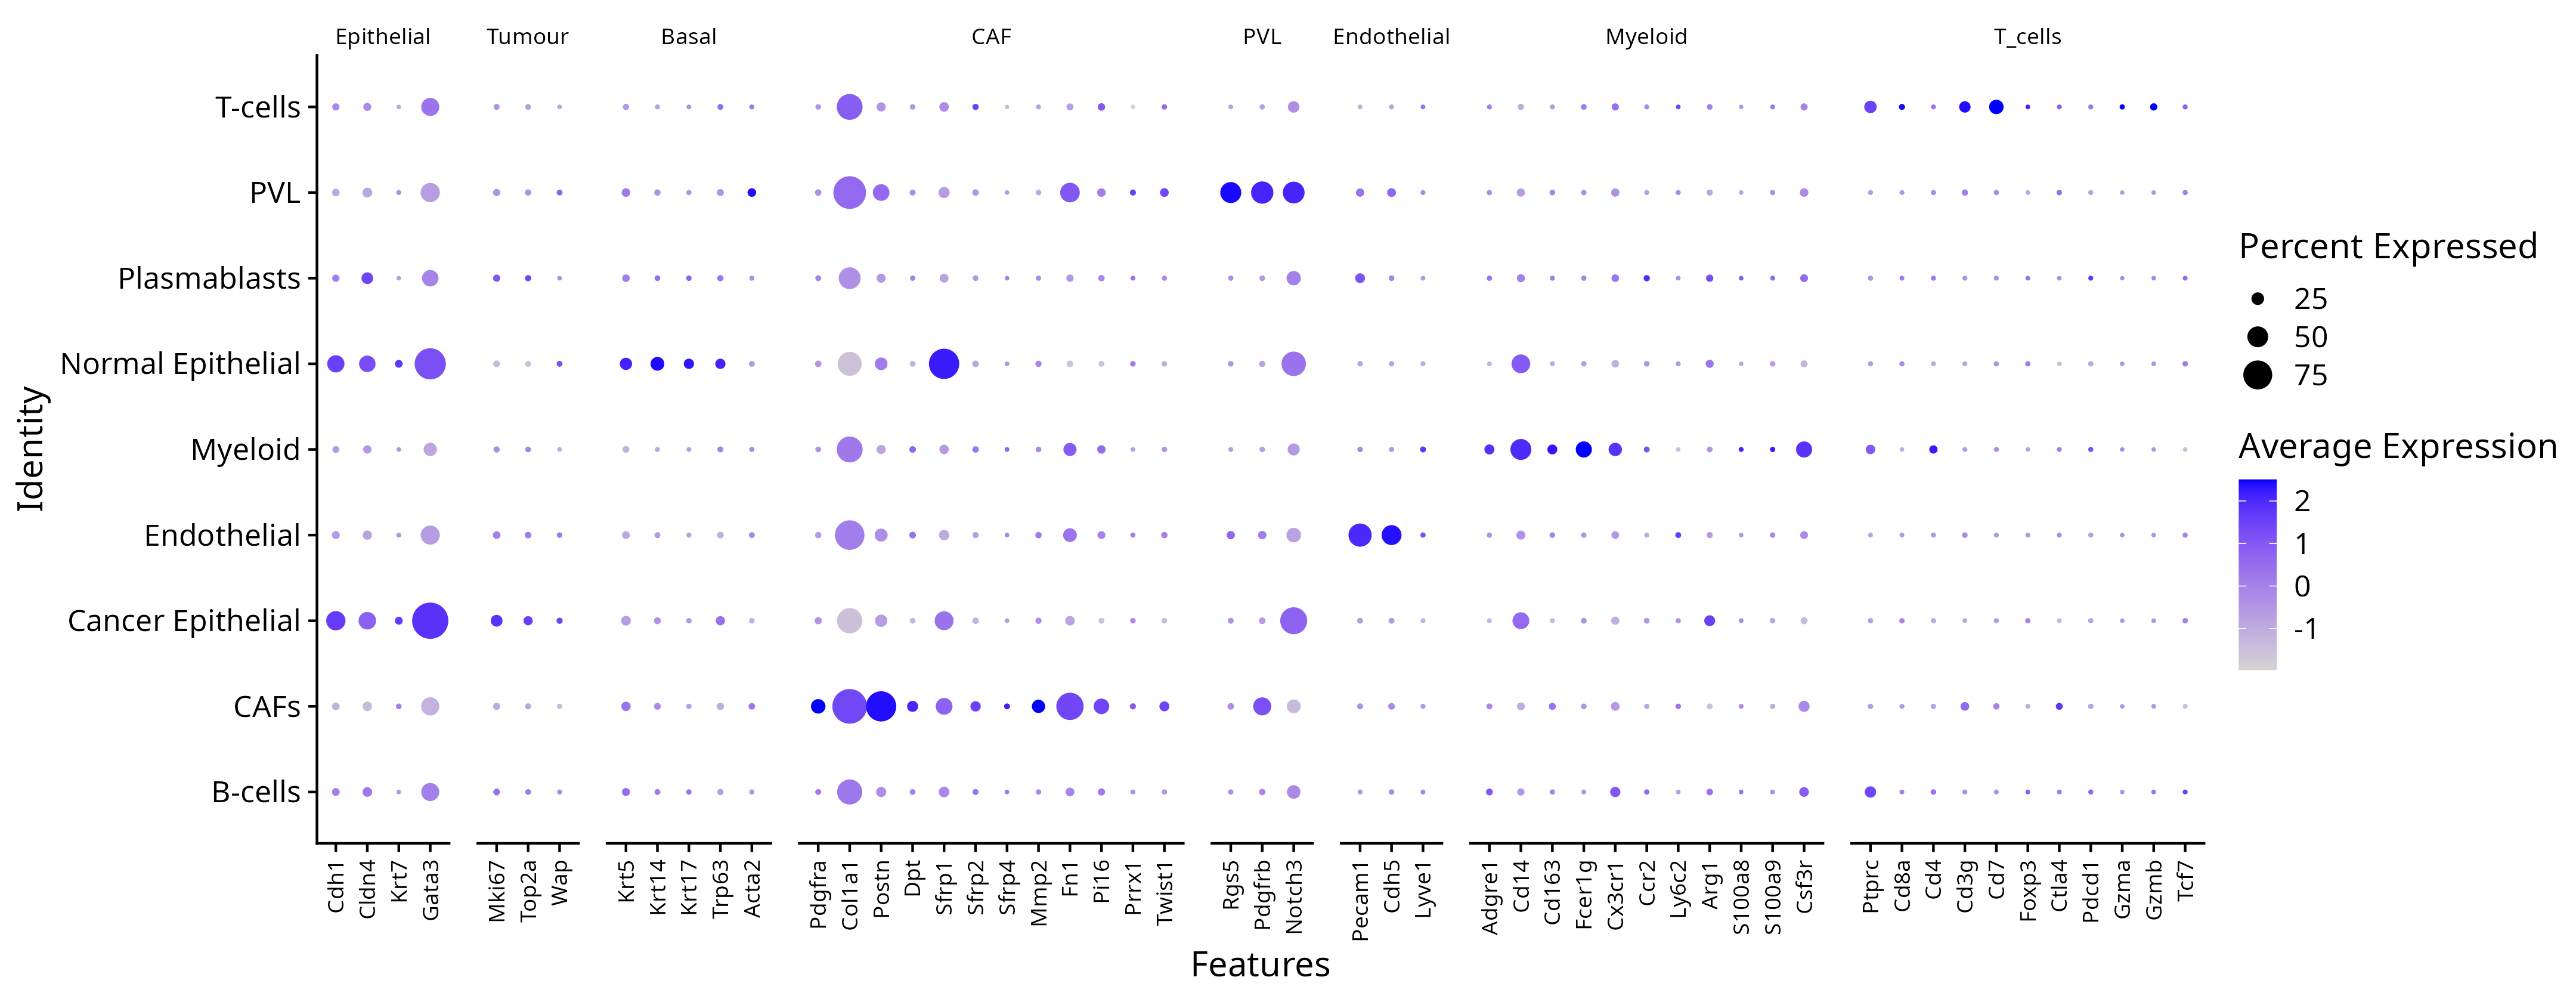 Epithelial Tumour Basal CAF PVL Endothelial Myeloid T_cells
T-cells
PVL
Plasmablasts
Normal Epithelial
Myeloid
Endothelial
Cancer Epithelial
CAFs
B-cells
Identity
Cdh1 Cldn4 Krt7 Gata3 Mki67 Top2a Wap Krt5 Krt14 Krt17 Trp63 Acta2 Pdgfra Col1a1 Postn Dpt Sfrp1 Sfrp2 Sfrp4 Mmp2 Fn1 Pi16 Prrx1 Twist1 Rgs5 Pdgfrb Notch3 Pecam1 Cdh5 Lyve1 Adgre1 Cd14 Cd163 Fcer1g Cx3cr1 Ccr2 Ly6c2 Arg1 S100a8 S100a9 Csf3r Ptprc Cd8a Cd4 Cd3g Cd7 Foxp3 Ctla4 Pdcd1 Gzma Gzmb Tcf7
Features
Percent Expressed
25
50
75
Average Expression
2
1
0
-1